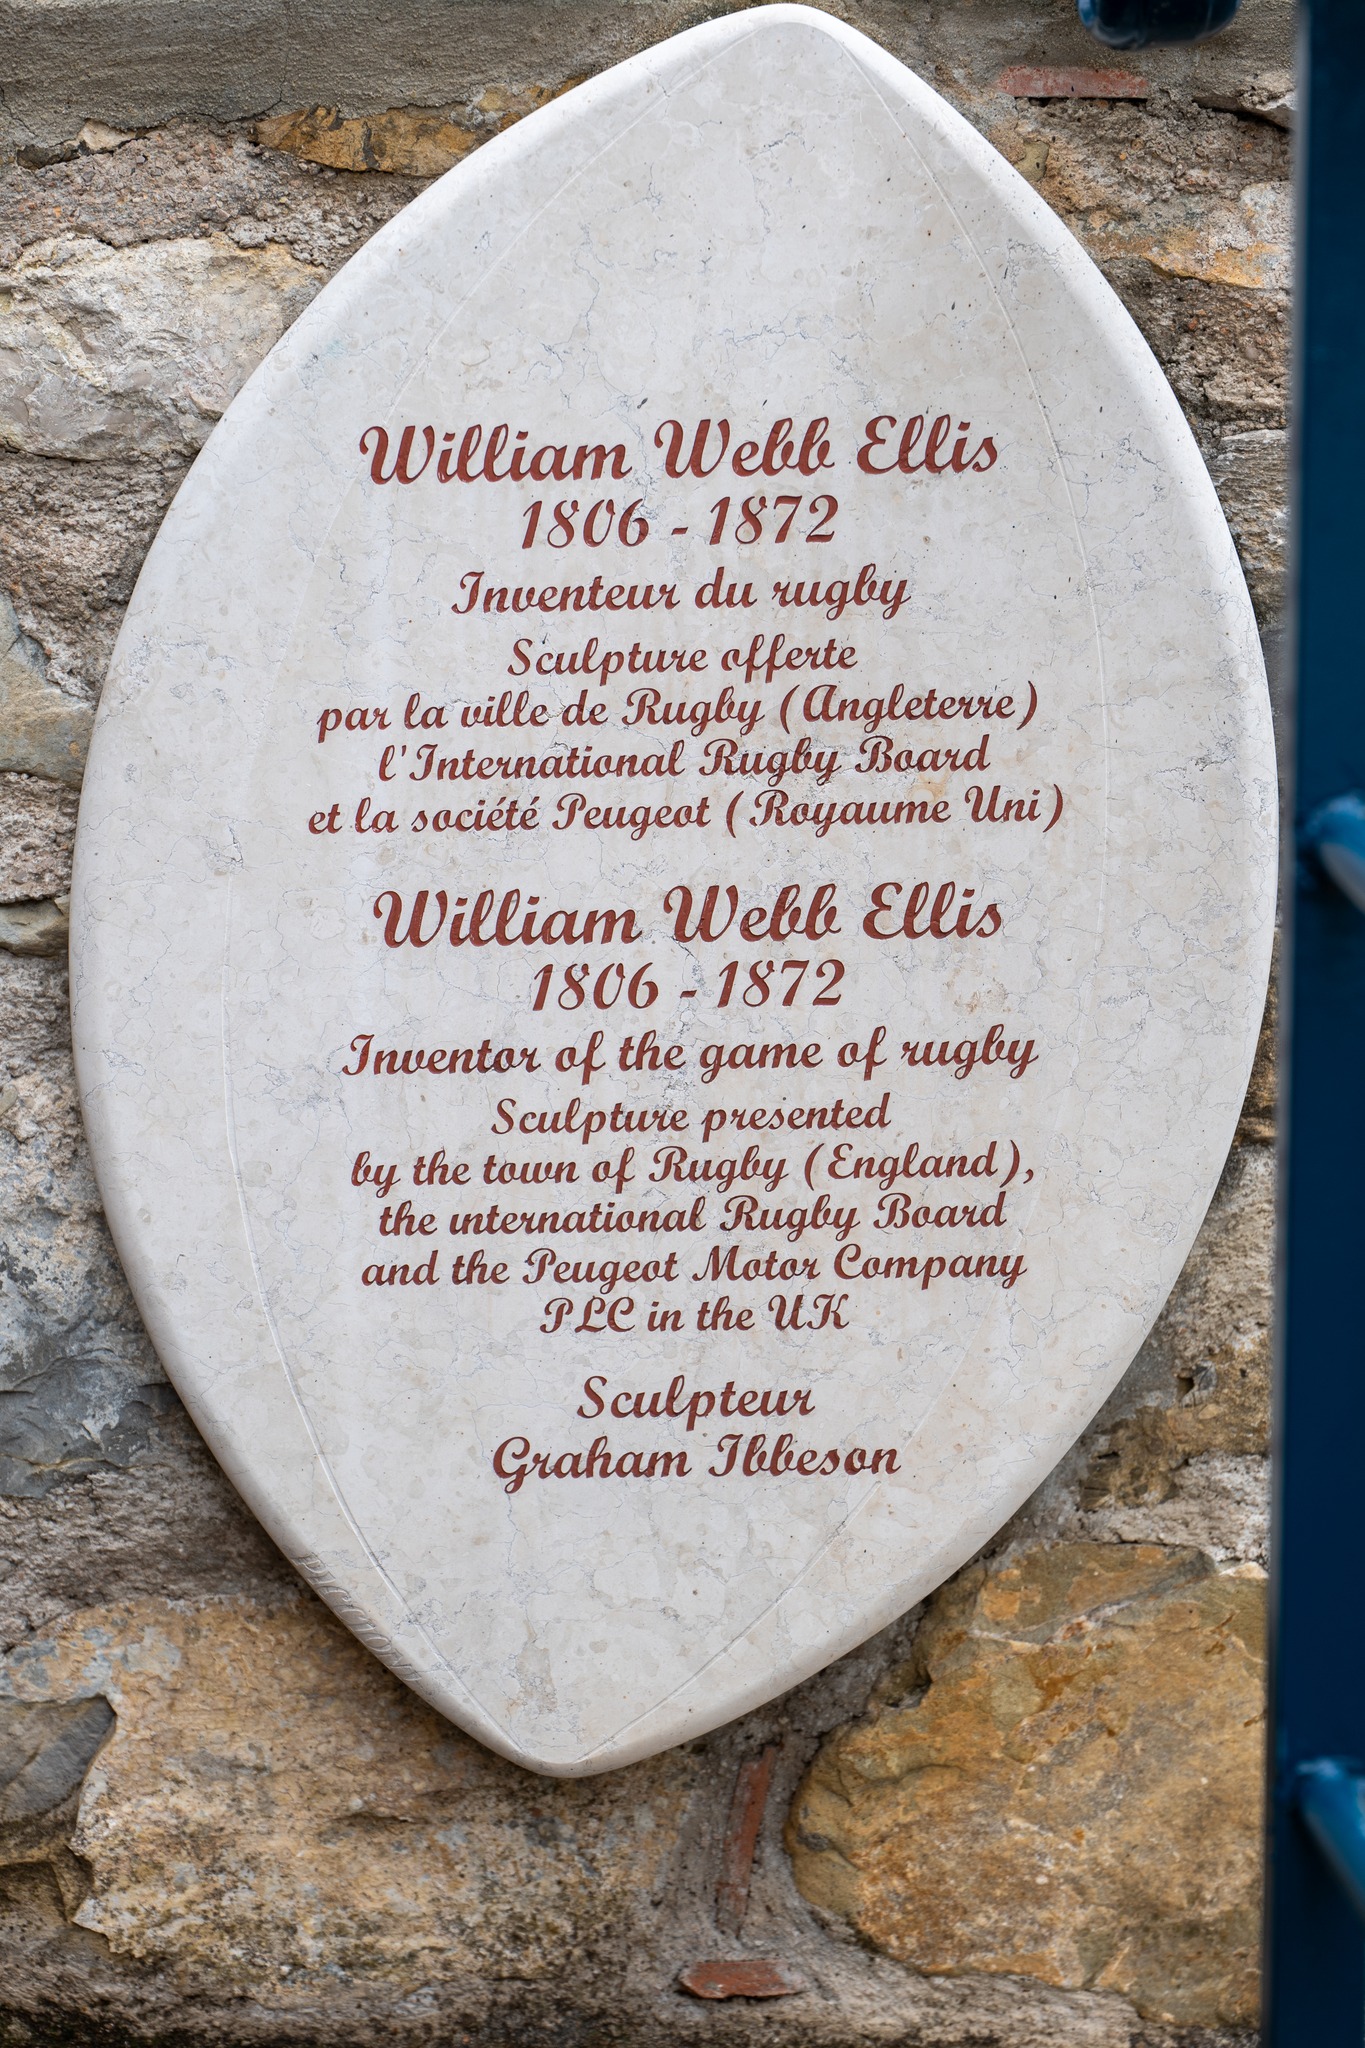 William Webb Ellis
1806 - 1872
Inventeur du rugby
Sculpture offerte
par la ville de Rugby (Angleterre)
l'International Rugby Board
et la société Peugeot (Royaume Uni)
William Webb Ellis
1806 - 1872
Inventor of the game of rugby
Sculpture presented
by the town of Rugby (England),
the international Rugby Board
and the Peugeot Motor Company
PLC in the UK
Sculpteur
Graham Ibbeson